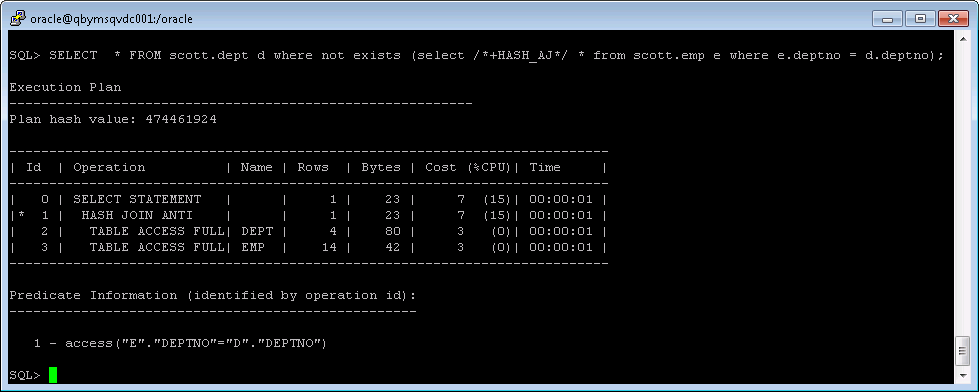 oracle@qbymsqvdc001:/oracle
SQL> SELECT  * FROM scott.dept d where not exists (select /*+HASH_AJ*/ * from scott.emp e where e.deptno = d.deptno);
Execution Plan
----------------------------------------------------------
Plan hash value: 474461924
---------------------------------------------------------------------------
| Id  | Operation          | Name | Rows  | Bytes | Cost (%CPU)| Time     |
---------------------------------------------------------------------------
|   0 | SELECT STATEMENT   |      |     1 |    23 |     7  (15)| 00:00:01 |
|*  1 |  HASH JOIN ANTI    |      |     1 |    23 |     7  (15)| 00:00:01 |
|   2 |   TABLE ACCESS FULL| DEPT |     4 |    80 |     3   (0)| 00:00:01 |
|   3 |   TABLE ACCESS FULL| EMP  |    14 |    42 |     3   (0)| 00:00:01 |
---------------------------------------------------------------------------
Predicate Information (identified by operation id):
---------------------------------------------------
   1 - access("E"."DEPTNO"="D"."DEPTNO")
SQL>